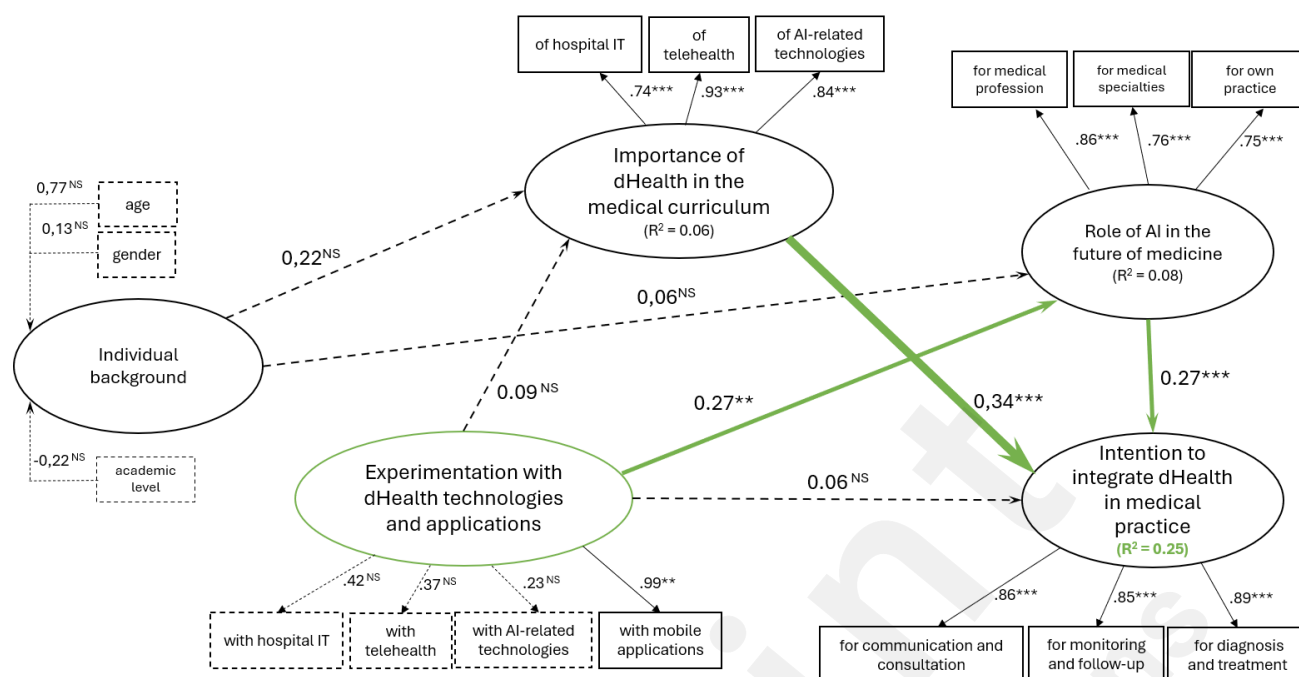 of hospital IT
of
telehealth
of AI-related
technologies
for medical
profession
for medical
specialties
for own
practice
.74***
.93***
.84***
.86***
.76***
.75***
Importance of
dHealth in the
medical curriculum
(R² = 0.06)
0,77 NS
age
0,13 NS
gender
Role of AI in the
future of medicine
(R² = 0.08)
0,22 NS
0,06 NS
Individual
background
0.09 NS
0.27**
0,34***
0.27***
-0,22 NS
academic
level
Experimentation with
dHealth technologies
and applications
0.06 NS
Intention to
integrate dHealth
in medical
practice
(R² = 0.25)
.42 NS
.37 NS
.23 NS
.99**
.86***
.85***
.89***
with hospital IT
with
telehealth
with AI-related
technologies
with mobile
applications
for communication and
consultation
for monitoring
and follow-up
for diagnosis
and treatment